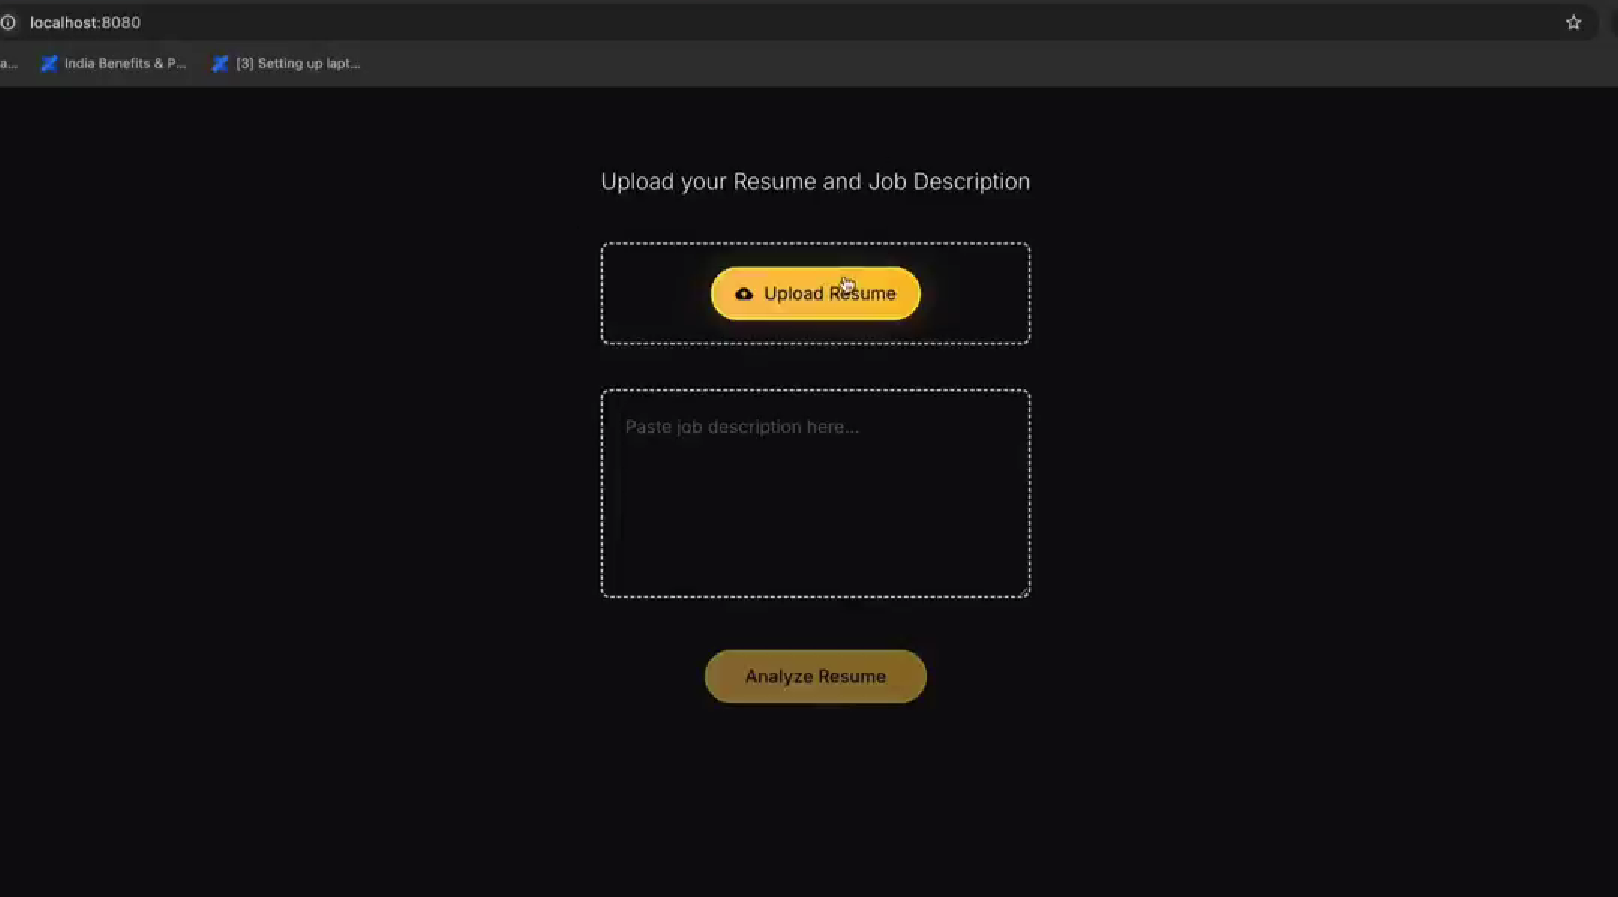 localhost:8080
a... India Benefits & P... [3] Setting up lapt...
Upload your Resume and Job Description
Upload Resume
Paste job description here...
Analyze Resume